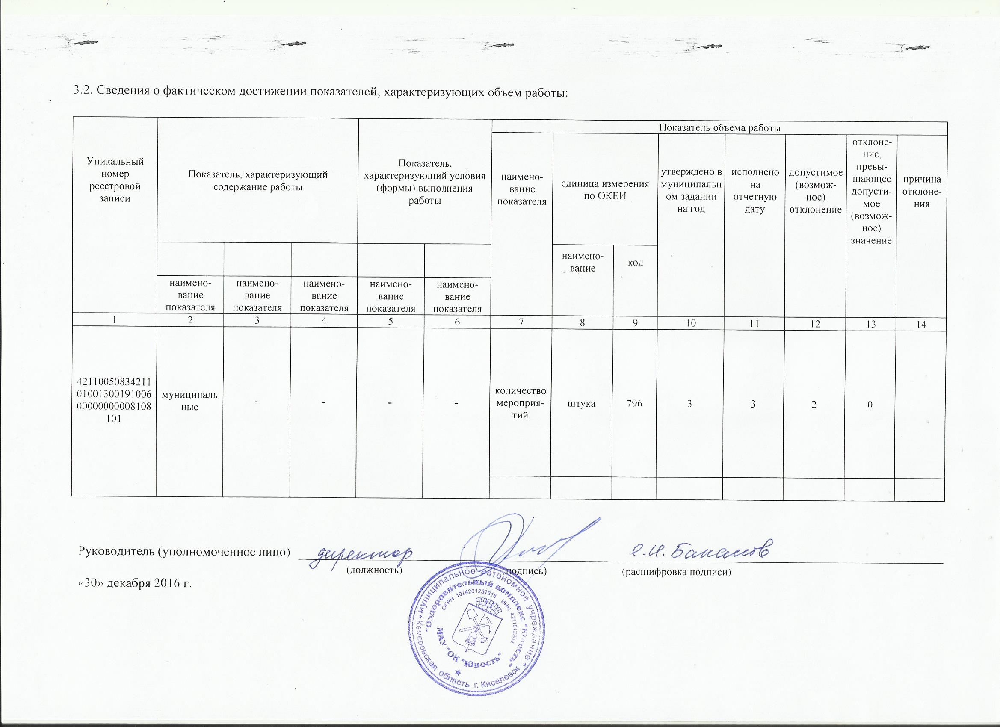 3.2. Сведения о фактическом достижении показателей, характеризующих объем работы:
Показатель объема работы
Уникальный
номер
реестровой
записи
Показатель, характеризующий
содержание работы
Показатель,
характеризующий условия
(формы) выполнения
работы
наимено-
вание
показателя
единица измерения
по ОКЕИ
утверждено в
муниципальн
ом задании
на год
исполнено
на
отчетную
дату
допустимое
(возмож-
ное)
отклонение
отклоне-
ние,
превы-
шающее
допусти-
мое
(возмож-
ное)
значение
причина
отклоне-
ния
наимено-
вание
код
наимено-
вание
показателя
наимено-
вание
показателя
наимено-
вание
показателя
наимено-
вание
показателя
наимено-
вание
показателя
1 2 3 4 5 6 7 8 9 10 11 12 13 14
42110050834211
01001300191006
00000000008108
101
муниципаль
ные
-
-
-
-
количество
мероприя-
тий
штука
796
3
3
2
0
Руководитель (уполномоченное лицо) директор
(должность) (подпись) (расшифровка подписи)
«30» декабря 2016 г.
муниципальное автономное учреждение
"Оздоровительный комплекс "Юность"
ОГРН 1024201257618 ИНН 4211012309
МАУ "ОК "Юность"
Кемеровская область г. Киселевск